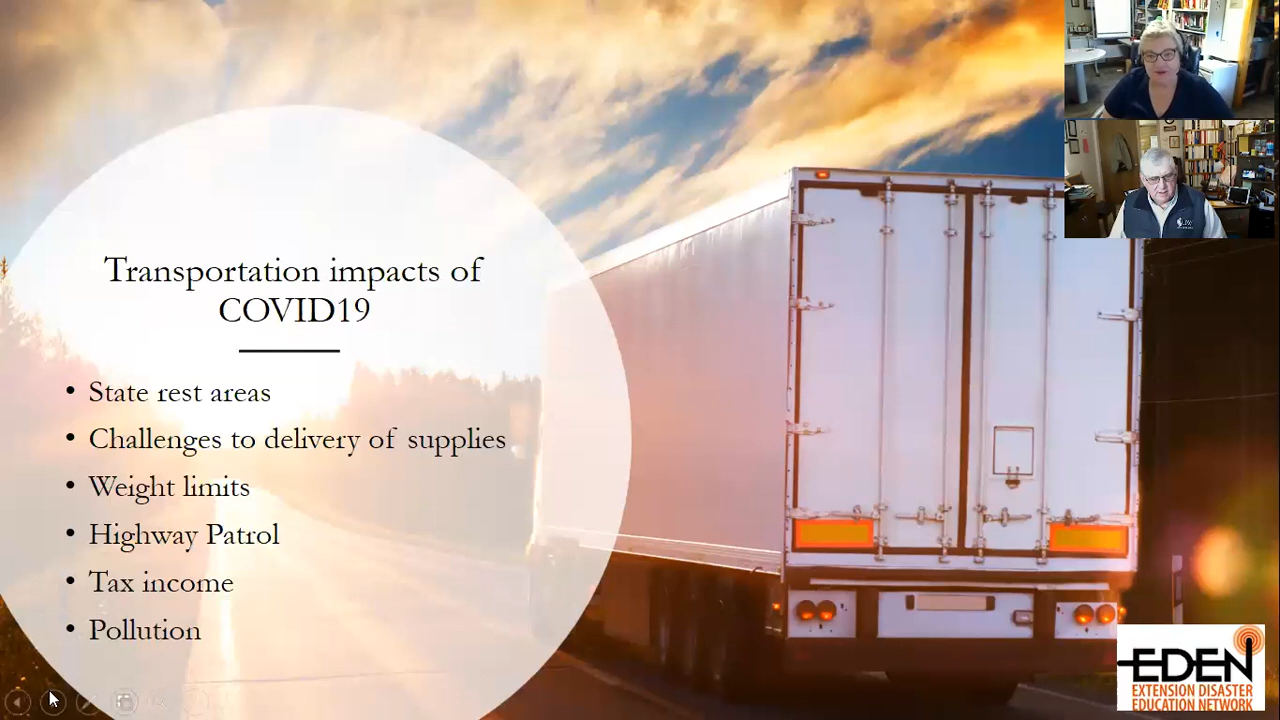 Transportation impacts of
COVID19
• State rest areas
• Challenges to delivery of supplies
• Weight limits
• Highway Patrol
• Tax income
• Pollution
EDEN
EXTENSION DISASTER
EDUCATION NETWORK